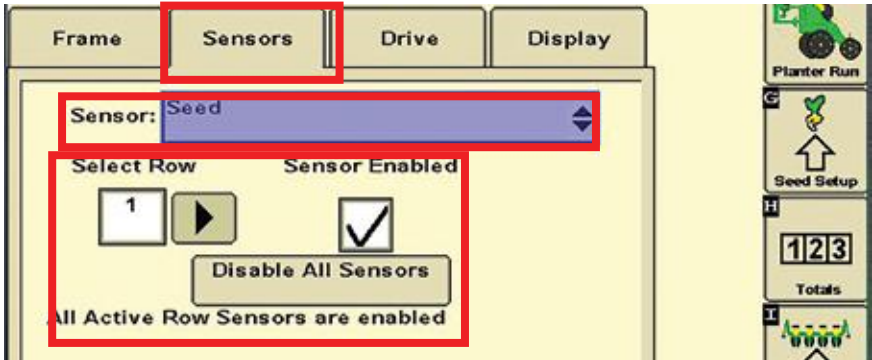 Frame
Sensors
Drive
Display
Sensor:
Seed
Select Row
Sensor Enabled
1
Disable All Sensors
All Active Row Sensors are enabled
Planter Run
G
Seed Setup
H
123
Totals
I